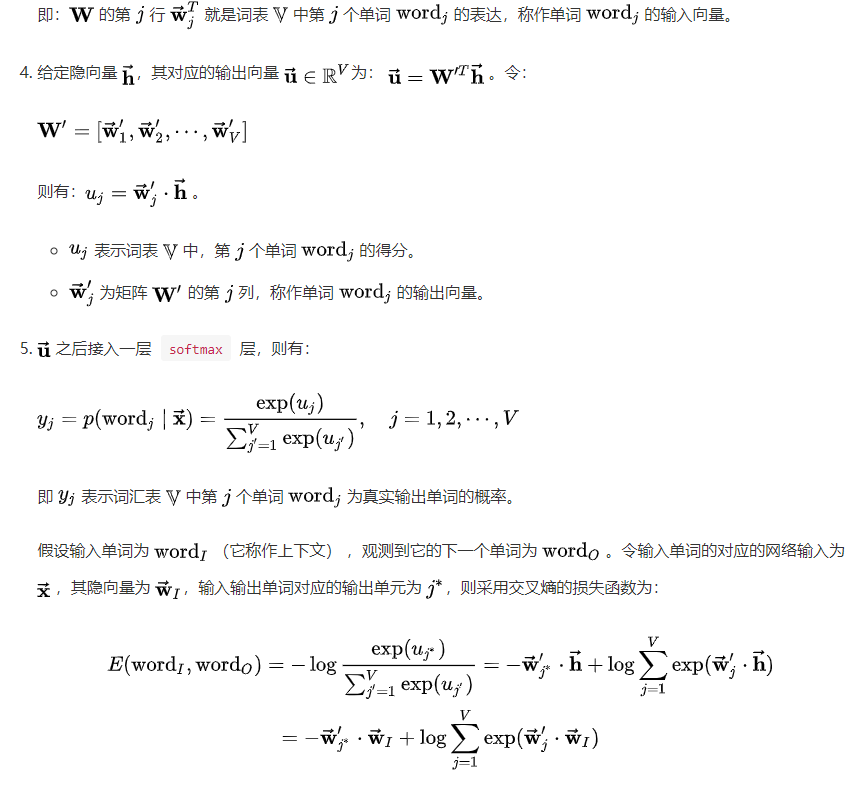 即：$\mathbf{W}$ 的第 $j$ 行 $\vec{\mathbf{w}}_j^T$ 就是词表 $\mathbb{V}$ 中第 $j$ 个单词 $\text{word}_j$ 的表达，称作单词 $\text{word}_j$ 的输入向量。
4. 给定隐向量 $\vec{\mathbf{h}}$，其对应的输出向量 $\vec{\mathbf{u}} \in \mathbb{R}^V$为： $\vec{\mathbf{u}} = \mathbf{W}'^T\vec{\mathbf{h}}$ 。令：
$\mathbf{W}' = [\vec{\mathbf{w}}'_1, \vec{\mathbf{w}}'_2, \cdots, \vec{\mathbf{w}}'_V]$
则有：$u_j = \vec{\mathbf{w}}'_j \cdot \vec{\mathbf{h}}$ 。
○ $u_j$ 表示词表 $\mathbb{V}$ 中，第 $j$ 个单词 $\text{word}_j$ 的得分。
○ $\vec{\mathbf{w}}'_j$ 为矩阵 $\mathbf{W}'$ 的第 $j$ 列，称作单词 $\text{word}_j$ 的输出向量。
5. $\vec{\mathbf{u}}$ 之后接入一层 softmax 层，则有：
$y_j = p(\text{word}_j \mid \vec{\mathbf{x}}) = \frac{\exp(u_j)}{\sum_{j'=1}^{V} \exp(u_{j'})}, \quad j = 1, 2, \cdots, V$
即 $y_j$ 表示词汇表 $\mathbb{V}$ 中第 $j$ 个单词 $\text{word}_j$ 为真实输出单词的概率。
假设输入单词为 $\text{word}_I$ （它称作上下文） ，观测到它的下一个单词为 $\text{word}_O$ 。令输入单词的对应的网络输入为
$\vec{\mathbf{x}}$ ，其隐向量为 $\vec{\mathbf{w}}_I$，输入输出单词对应的输出单元为 $j^*$，则采用交叉熵的损失函数为：
$E(\text{word}_I, \text{word}_O) = -\log \frac{\exp(u_{j^*})}{\sum_{j'=1}^{V} \exp(u_{j'})} = -\vec{\mathbf{w}}'_{j^*} \cdot \vec{\mathbf{h}} + \log \sum_{j=1}^{V} \exp(\vec{\mathbf{w}}'_j \cdot \vec{\mathbf{h}})$
$= -\vec{\mathbf{w}}'_{j^*} \cdot \vec{\mathbf{w}}_I + \log \sum_{j=1}^{V} \exp(\vec{\mathbf{w}}'_j \cdot \vec{\mathbf{w}}_I)$